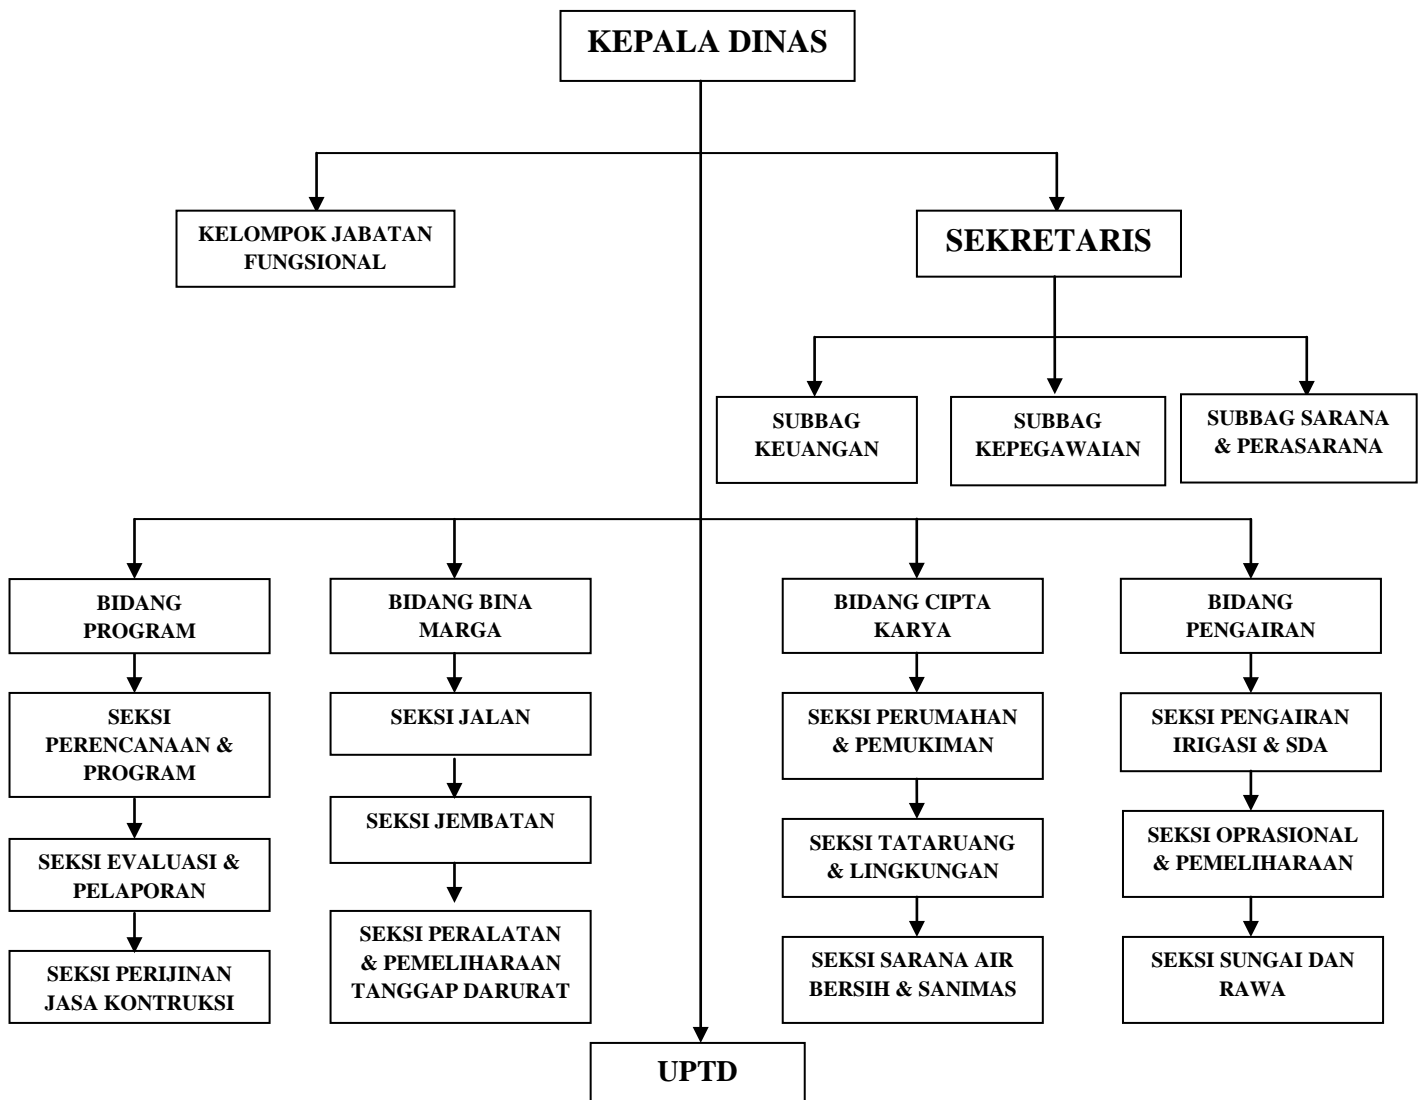 KEPALA DINAS
KELOMPOK JABATAN
FUNGSIONAL
SEKRETARIS
SUBBAG
KEUANGAN
SUBBAG
KEPEGAWAIAN
SUBBAG SARANA
& PERASARANA
BIDANG
PROGRAM
BIDANG BINA
MARGA
BIDANG CIPTA
KARYA
BIDANG
PENGAIRAN
SEKSI
PERENCANAAN &
PROGRAM
SEKSI JALAN
SEKSI PERUMAHAN
& PEMUKIMAN
SEKSI PENGAIRAN
IRIGASI & SDA
SEKSI EVALUASI &
PELAPORAN
SEKSI JEMBATAN
SEKSI TATARUANG
& LINGKUNGAN
SEKSI OPRASIONAL
& PEMELIHARAAN
SEKSI PERIJINAN
JASA KONTRUKSI
SEKSI PERALATAN
& PEMELIHARAAN
TANGGAP DARURAT
SEKSI SARANA AIR
BERSIH & SANIMAS
SEKSI SUNGAI DAN
RAWA
UPTD